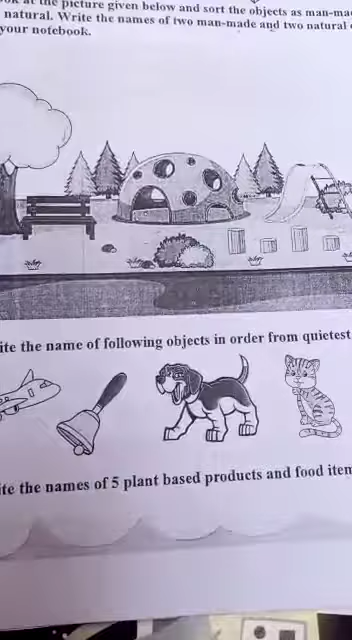 at the picture given below and sort the objects as man-ma
natural. Write the names of two man-made and two natural
your notebook.
ite the name of following objects in order from quietest
ite the names of 5 plant based products and food iten